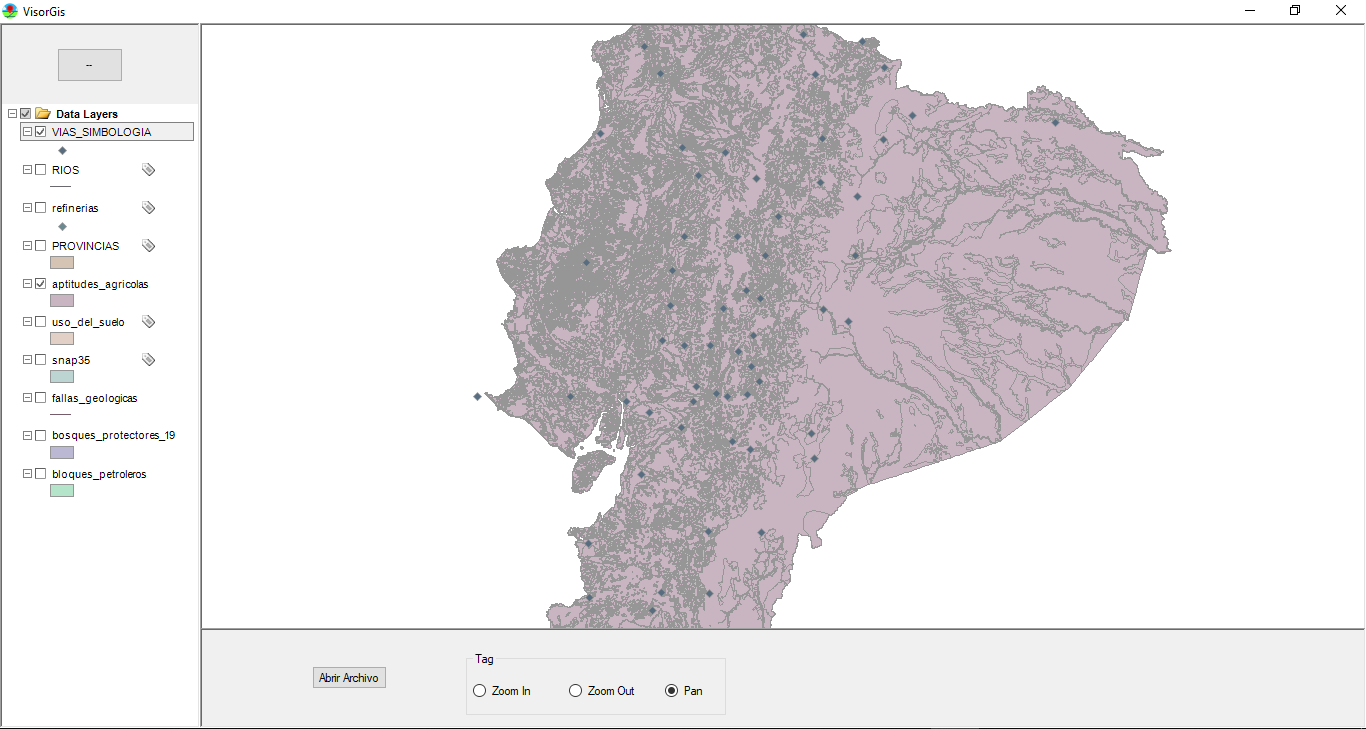 VisorGis
--
Data Layers
VIAS_SIMBOLOGIA
RIOS
refinerias
PROVINCIAS
aptitudes_agricolas
uso_del_suelo
snap35
fallas_geologicas
bosques_protectores_19
bloques_petroleros
Abrir Archivo
Tag
Zoom In
Zoom Out
Pan